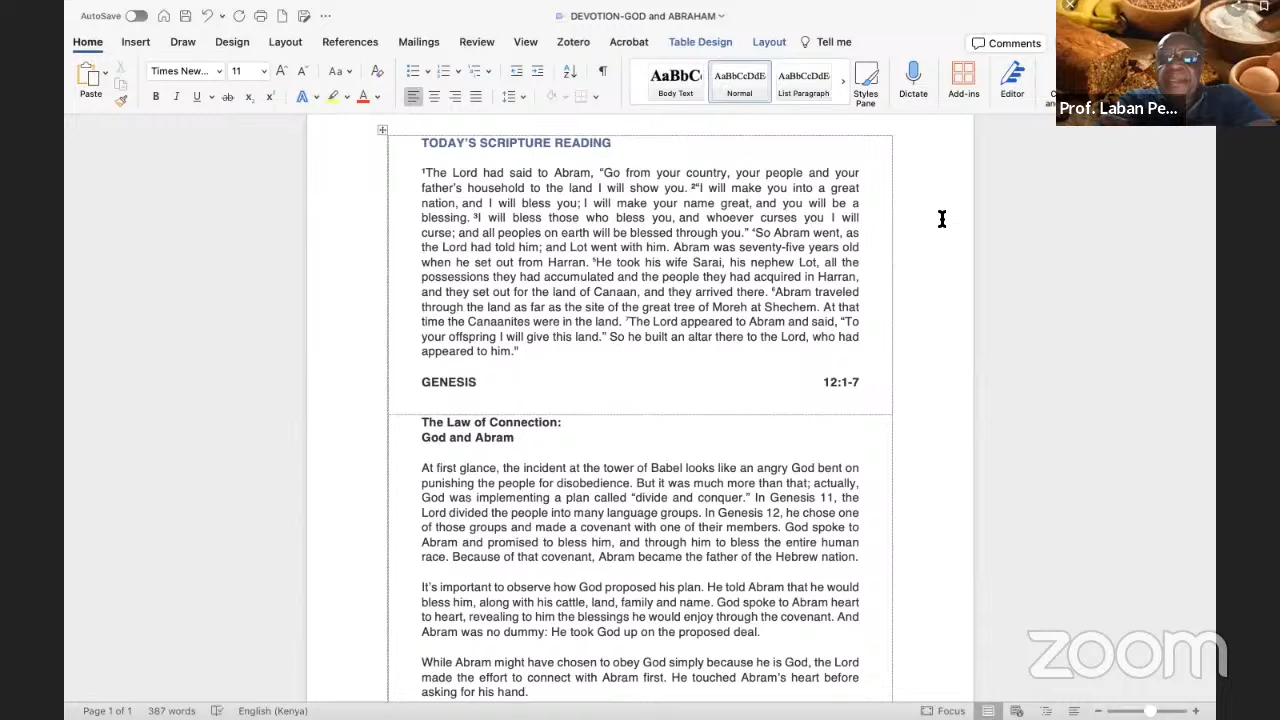 AutoSave
DEVOTION-GOD and ABRAHAM
Home Insert Draw Design Layout References Mailings Review View Zotero Acrobat Table Design Layout Tell me
Comments
Paste
Times New... 11
AaBbC
Body Text
AaBbCcDdE
Normal
AaBbCcDdE
List Paragraph
Styles Pane
Dictate
Add-ins
Editor
Prof. Laban Pe...
TODAY'S SCRIPTURE READING
¹The Lord had said to Abram, “Go from your country, your people and your
father’s household to the land I will show you. ²“I will make you into a great
nation, and I will bless you; I will make your name great, and you will be a
blessing. ³I will bless those who bless you, and whoever curses you I will
curse; and all peoples on earth will be blessed through you.” ⁴So Abram went, as
the Lord had told him; and Lot went with him. Abram was seventy-five years old
when he set out from Harran. ⁵He took his wife Sarai, his nephew Lot, all the
possessions they had accumulated and the people they had acquired in Harran,
and they set out for the land of Canaan, and they arrived there. ⁶Abram traveled
through the land as far as the site of the great tree of Moreh at Shechem. At that
time the Canaanites were in the land. ⁷The Lord appeared to Abram and said, “To
your offspring I will give this land.” So he built an altar there to the Lord, who had
appeared to him."
GENESIS 12:1-7
The Law of Connection:
God and Abram
At first glance, the incident at the tower of Babel looks like an angry God bent on
punishing the people for disobedience. But it was much more than that; actually,
God was implementing a plan called “divide and conquer.” In Genesis 11, the
Lord divided the people into many language groups. In Genesis 12, he chose one
of those groups and made a covenant with one of their members. God spoke to
Abram and promised to bless him, and through him to bless the entire human
race. Because of that covenant, Abram became the father of the Hebrew nation.
It’s important to observe how God proposed his plan. He told Abram that he would
bless him, along with his cattle, land, family and name. God spoke to Abram heart
to heart, revealing to him the blessings he would enjoy through the covenant. And
Abram was no dummy: He took God up on the proposed deal.
While Abram might have chosen to obey God simply because he is God, the Lord
made the effort to connect with Abram first. He touched Abram’s heart before
asking for his hand.
zoom
Page 1 of 1 387 words English (Kenya) Focus